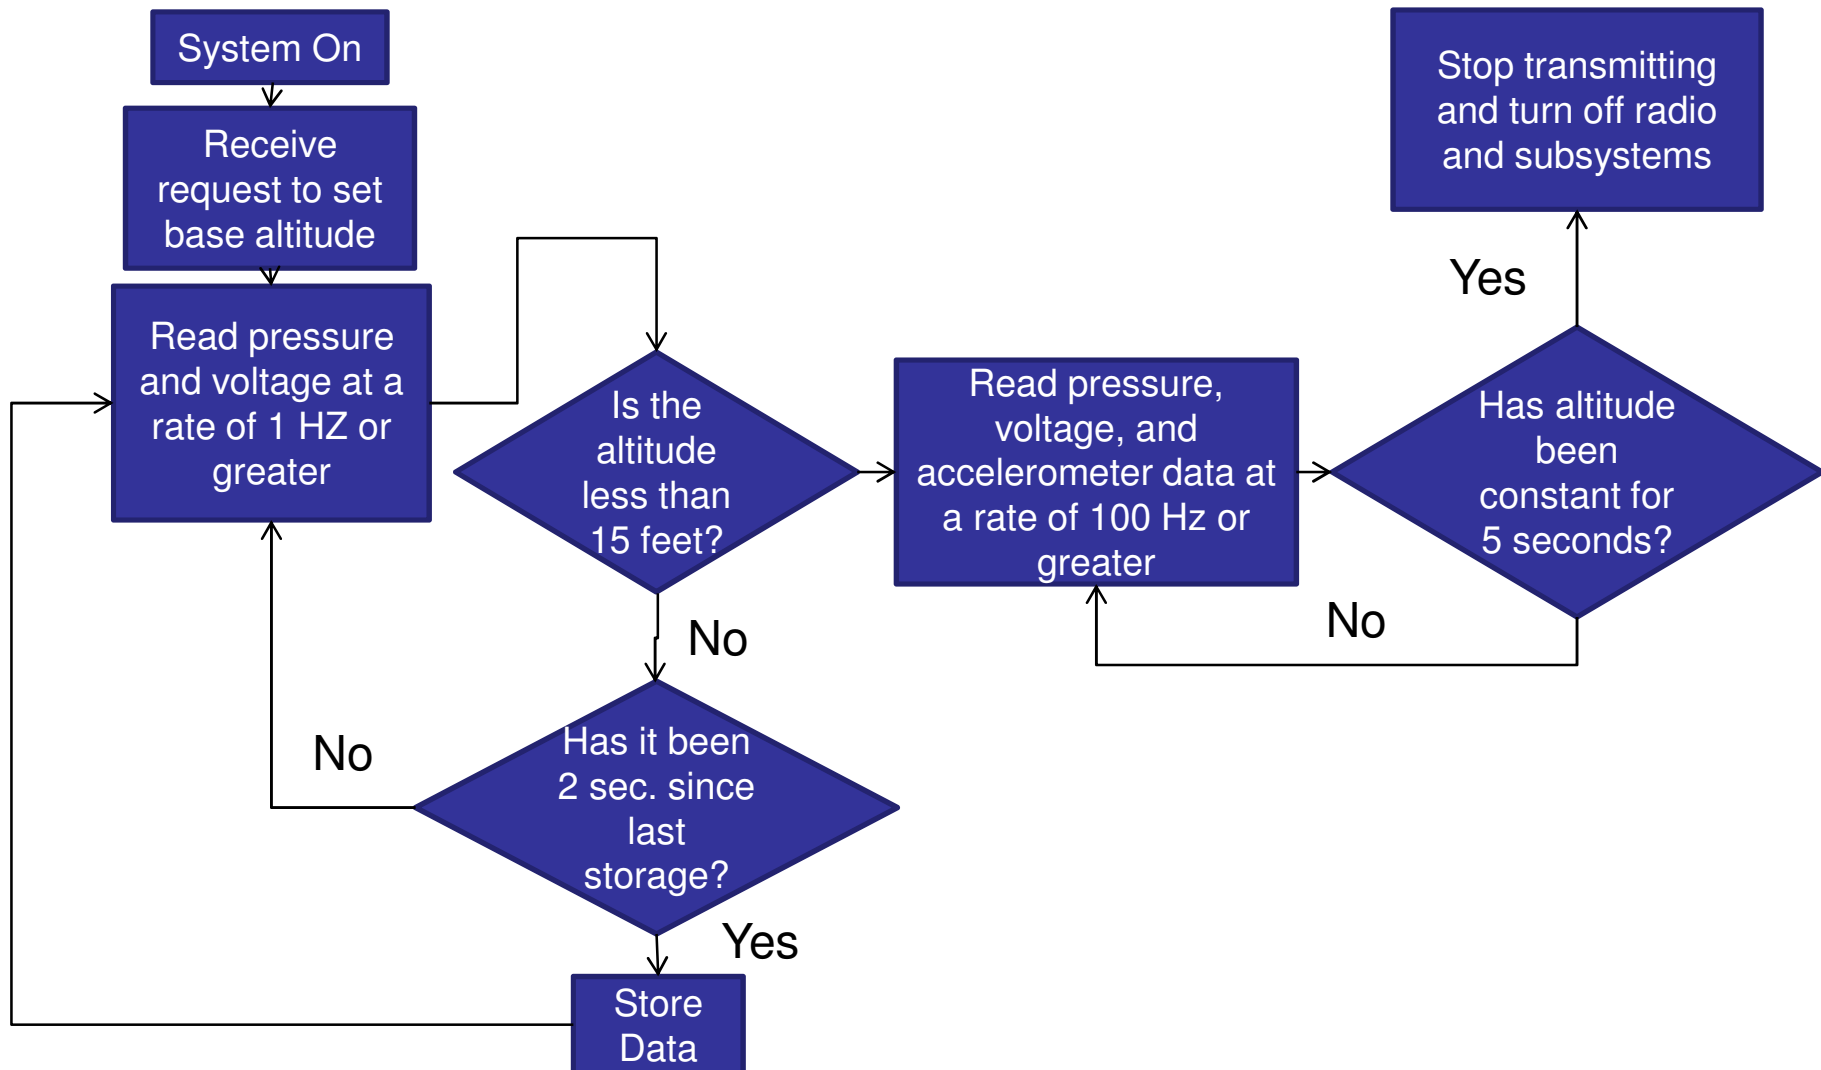 System On
Receive
request to set
base altitude
Read pressure
and voltage at a
rate of 1 HZ or
greater
Is the
altitude
less than
15 feet?
No
Has it been
2 sec. since
last
storage?
No
Yes
Store
Data
Read pressure,
voltage, and
accelerometer data at
a rate of 100 Hz or
greater
Has altitude
been
constant for
5 seconds?
No
Yes
Stop transmitting
and turn off radio
and subsystems